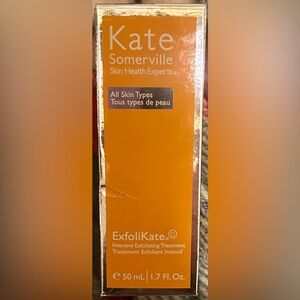 Kate
Somerville
Skin Health Experts®
All Skin Types
Tous types de peau
ExfoliKate®
Intensive Exfoliating Treatment
Traitement Exfoliant Intensif
℮ 50 mL | 1.7 Fl. Oz.